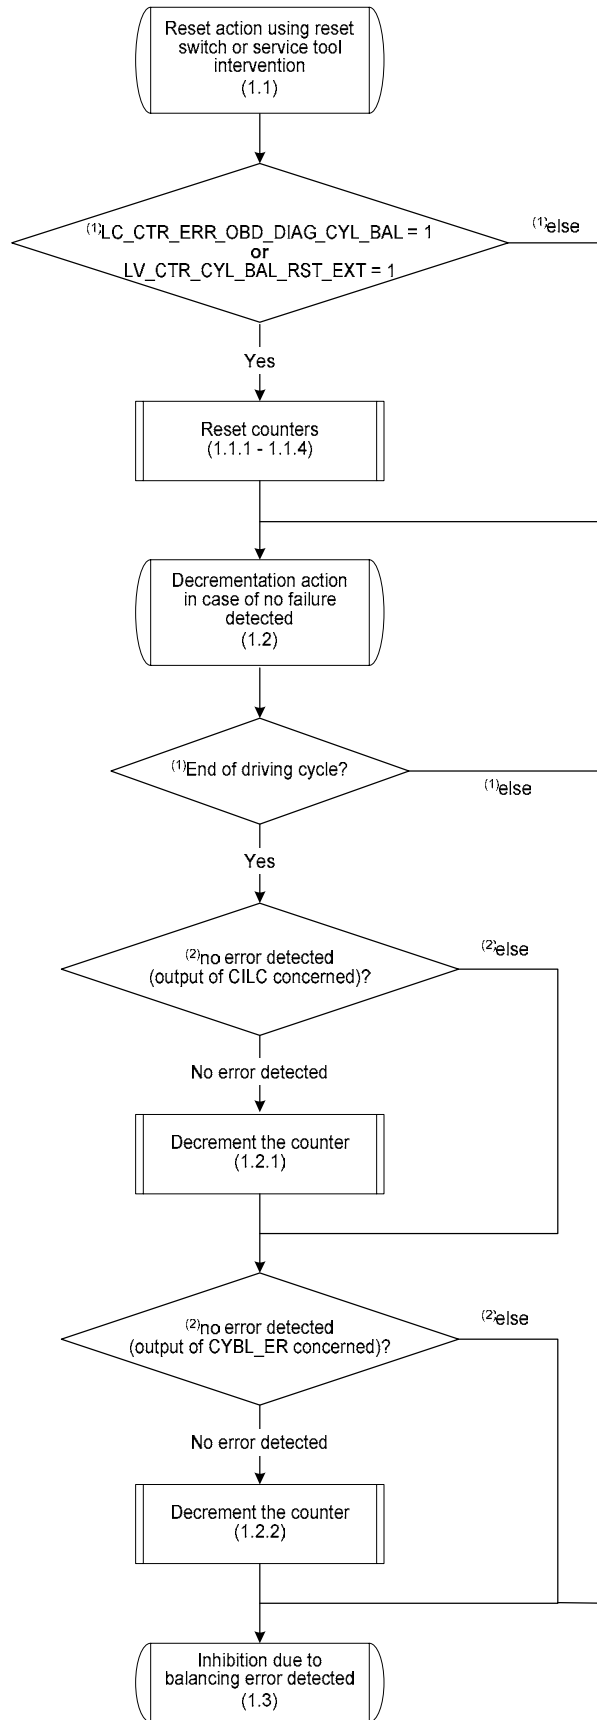 Reset action using reset
switch or service tool
intervention
(1.1)
(1)LC_CTR_ERR_OBD_DIAG_CYL_BAL = 1
or
LV_CTR_CYL_BAL_RST_EXT = 1
(1)else
Yes
Reset counters
(1.1.1 - 1.1.4)
Decrementation action
in case of no failure
detected
(1.2)
(1)End of driving cycle?
(1)else
Yes
(2)no error detected
(output of CILC concerned)?
(2)else
No error detected
Decrement the counter
(1.2.1)
(2)no error detected
(output of CYBL_ER concerned)?
(2)else
No error detected
Decrement the counter
(1.2.2)
Inhibition due to
balancing error detected
(1.3)